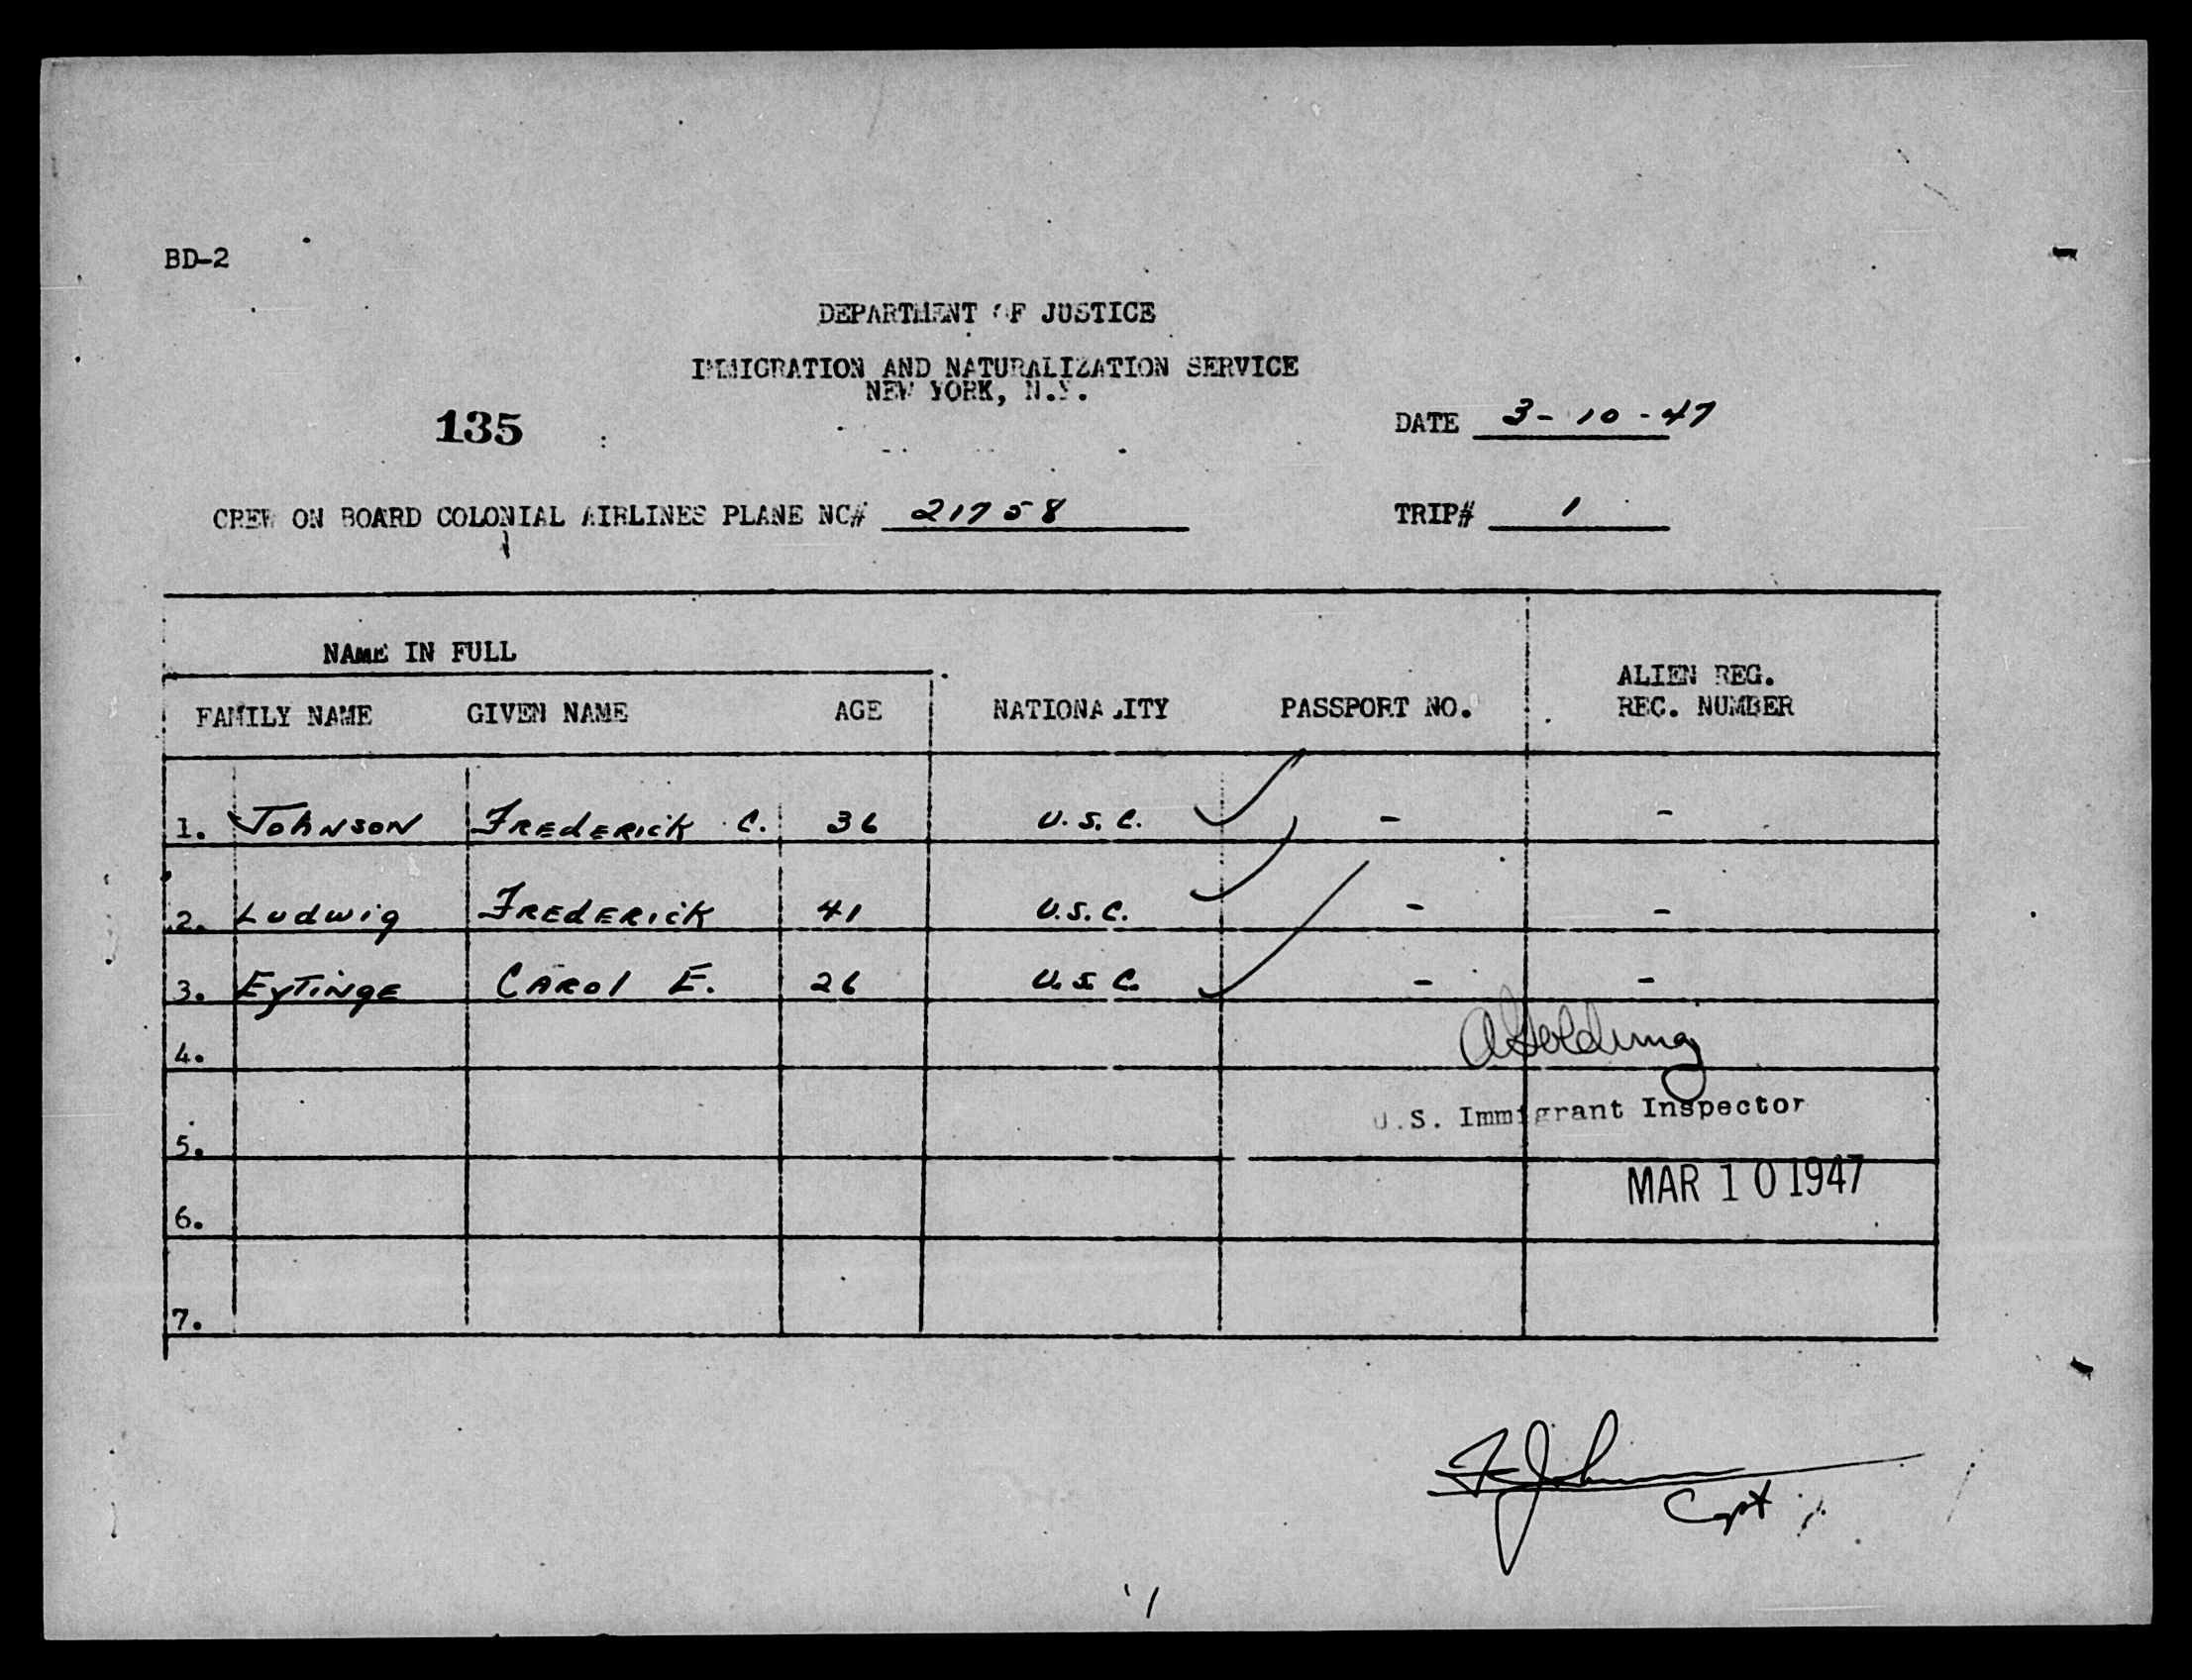 BD-2
DEPARTMENT OF JUSTICE
IMMIGRATION AND NATURALIZATION SERVICE
NEW YORK, N.Y.
135
DATE 3-10-47
CREW ON BOARD COLONIAL AIRLINES PLANE NC# 21758
TRIP# 1
NAME IN FULL
FAMILY NAME GIVEN NAME AGE NATIONALITY PASSPORT NO. ALIEN REG. REC. NUMBER
1. Johnson Frederick C. 36 U.S.C. - -
2. Ludwig Frederick 41 U.S.C. - -
3. Eytinge Carol E. 26 U.S.C. - -
4.
A Golding
U.S. Immigrant Inspector
5.
MAR 10 1947
6.
7.
F Johnson
Capt